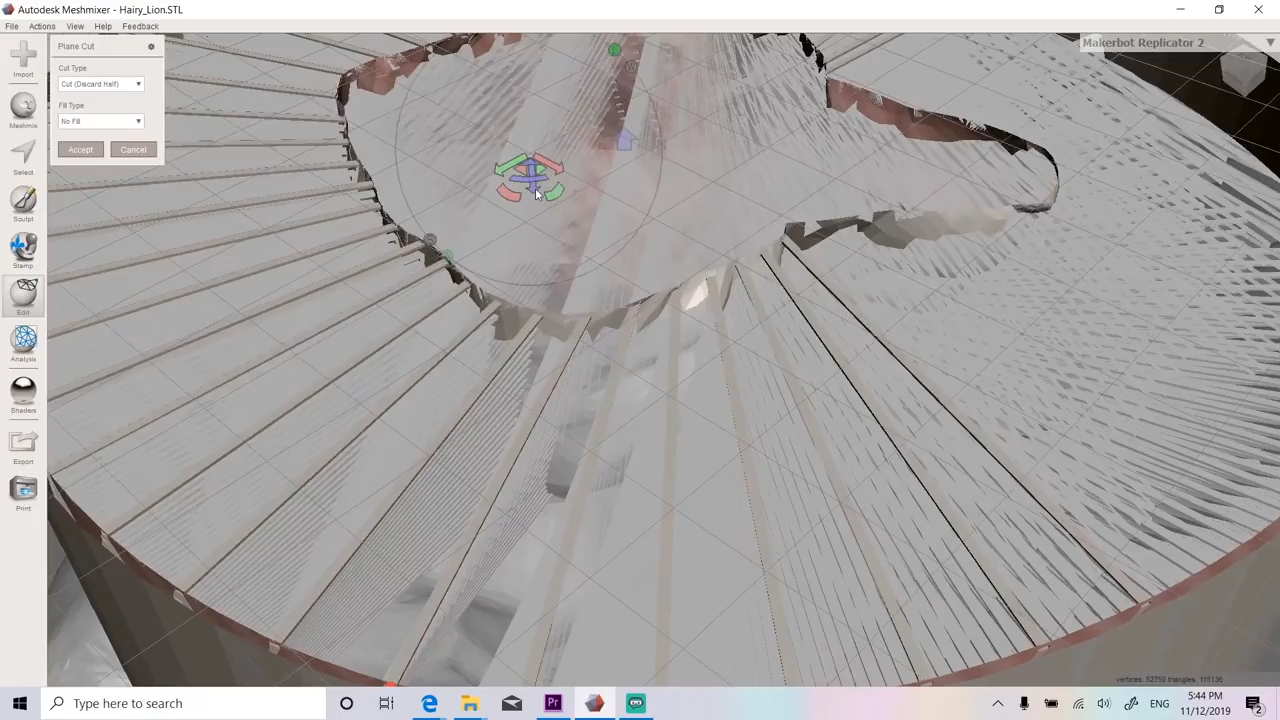 Autodesk Meshmixer - Hairy_Lion.STL
File Actions View Help Feedback
Import
Meshmix
Select
Sculpt
Stamp
Edit
Analysis
Shaders
Export
Print
Plane Cut
Cut Type
Cut (Discard Half)
Fill Type
No Fill
Accept Cancel
Makerbot Replicator 2
vertices: 52750 triangles: 115136
Type here to search
Pr
5:44 PM
11/12/2019
2